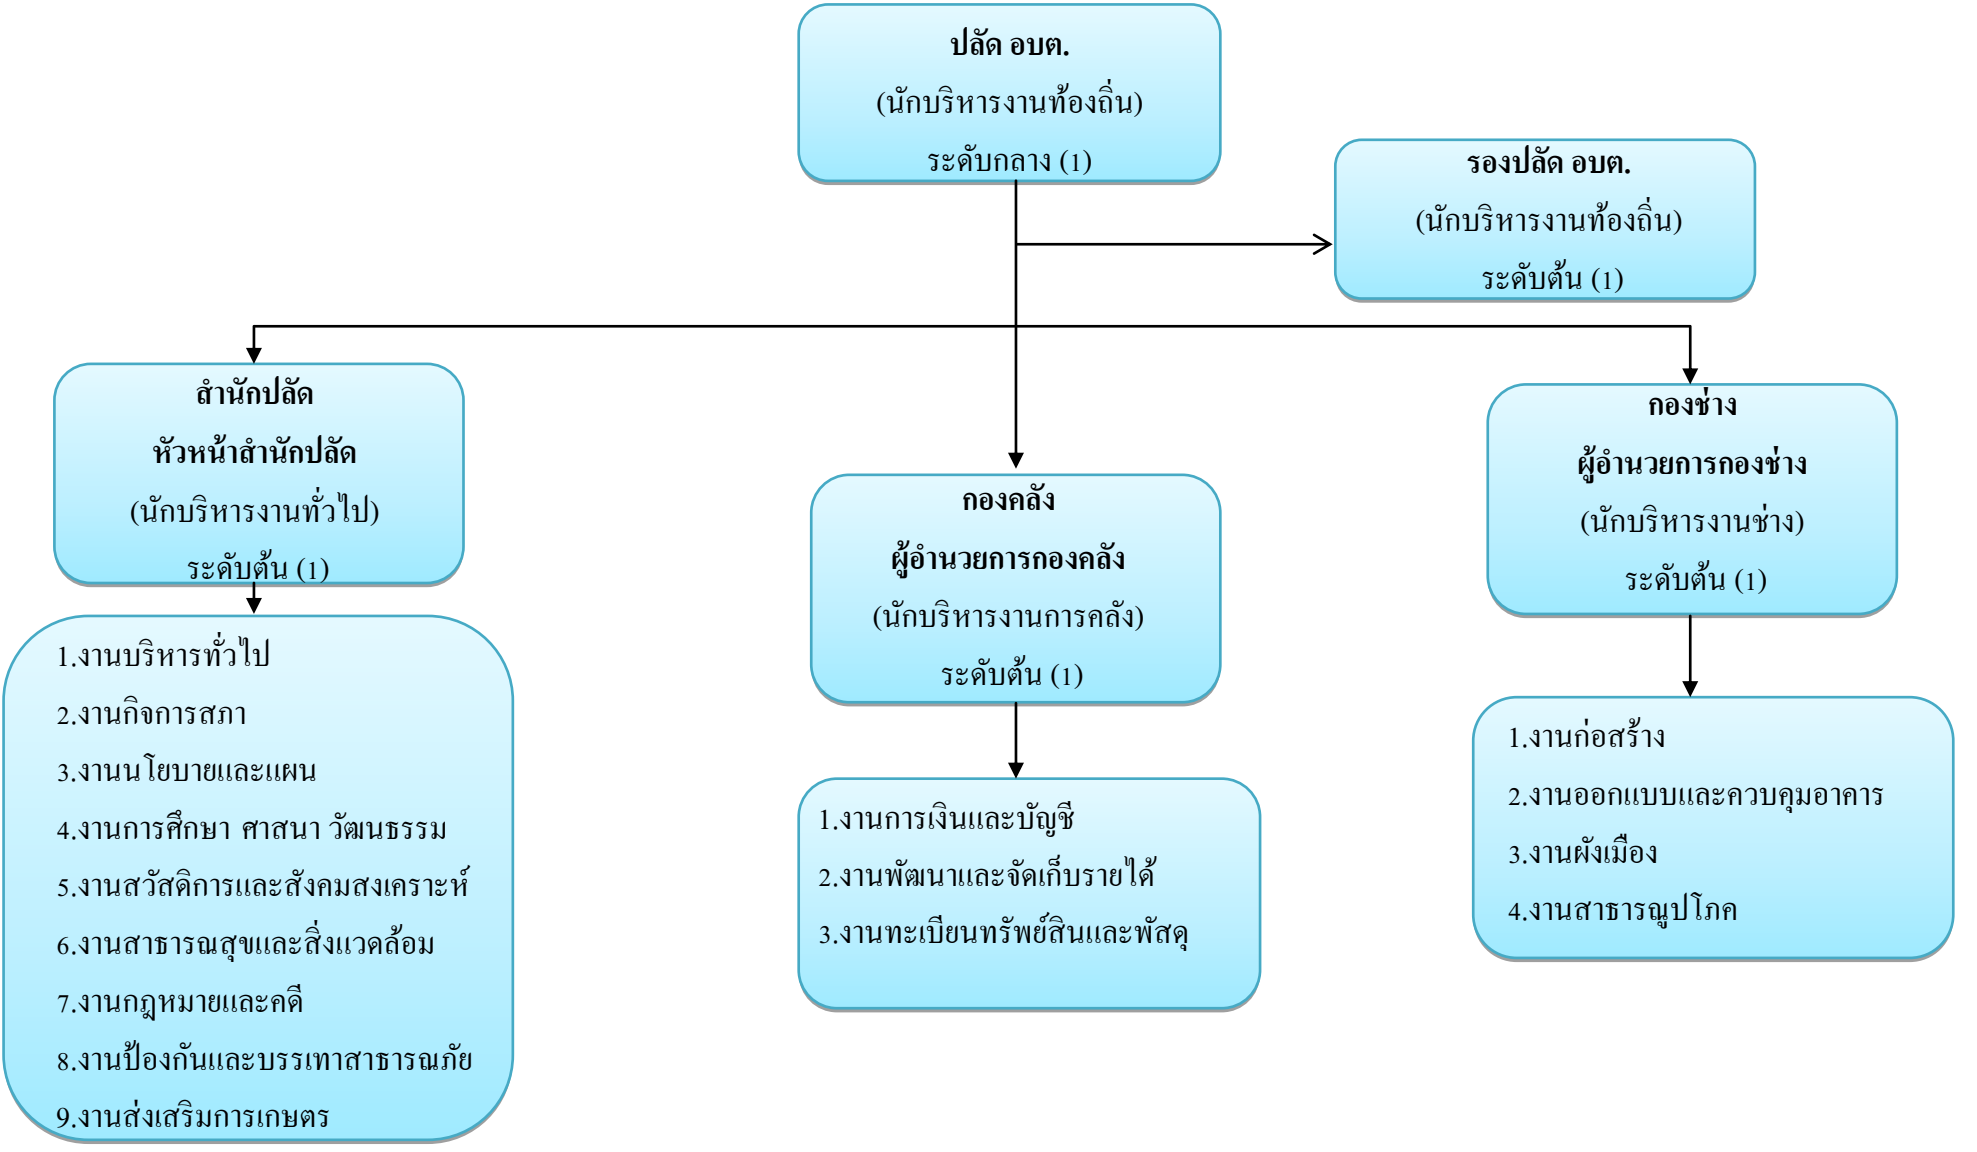 ปลัด อบต.
(นักบริหารงานท้องถิ่น)
ระดับกลาง (1)
รองปลัด อบต.
(นักบริหารงานท้องถิ่น)
ระดับต้น (1)
สำนักปลัด
หัวหน้าสำนักปลัด
(นักบริหารงานทั่วไป)
ระดับต้น (1)
กองคลัง
ผู้อำนวยการกองคลัง
(นักบริหารงานการคลัง)
ระดับต้น (1)
กองช่าง
ผู้อำนวยการกองช่าง
(นักบริหารงานช่าง)
ระดับต้น (1)
1.งานบริหารทั่วไป
2.งานกิจการสภา
3.งานนโยบายและแผน
4.งานการศึกษา ศาสนา วัฒนธรรม
5.งานสวัสดิการและสังคมสงเคราะห์
6.งานสาธารณสุขและสิ่งแวดล้อม
7.งานกฎหมายและคดี
8.งานป้องกันและบรรเทาสาธารณภัย
9.งานส่งเสริมการเกษตร
1.งานการเงินและบัญชี
2.งานพัฒนาและจัดเก็บรายได้
3.งานทะเบียนทรัพย์สินและพัสดุ
1.งานก่อสร้าง
2.งานออกแบบและควบคุมอาคาร
3.งานผังเมือง
4.งานสาธารณูปโภค